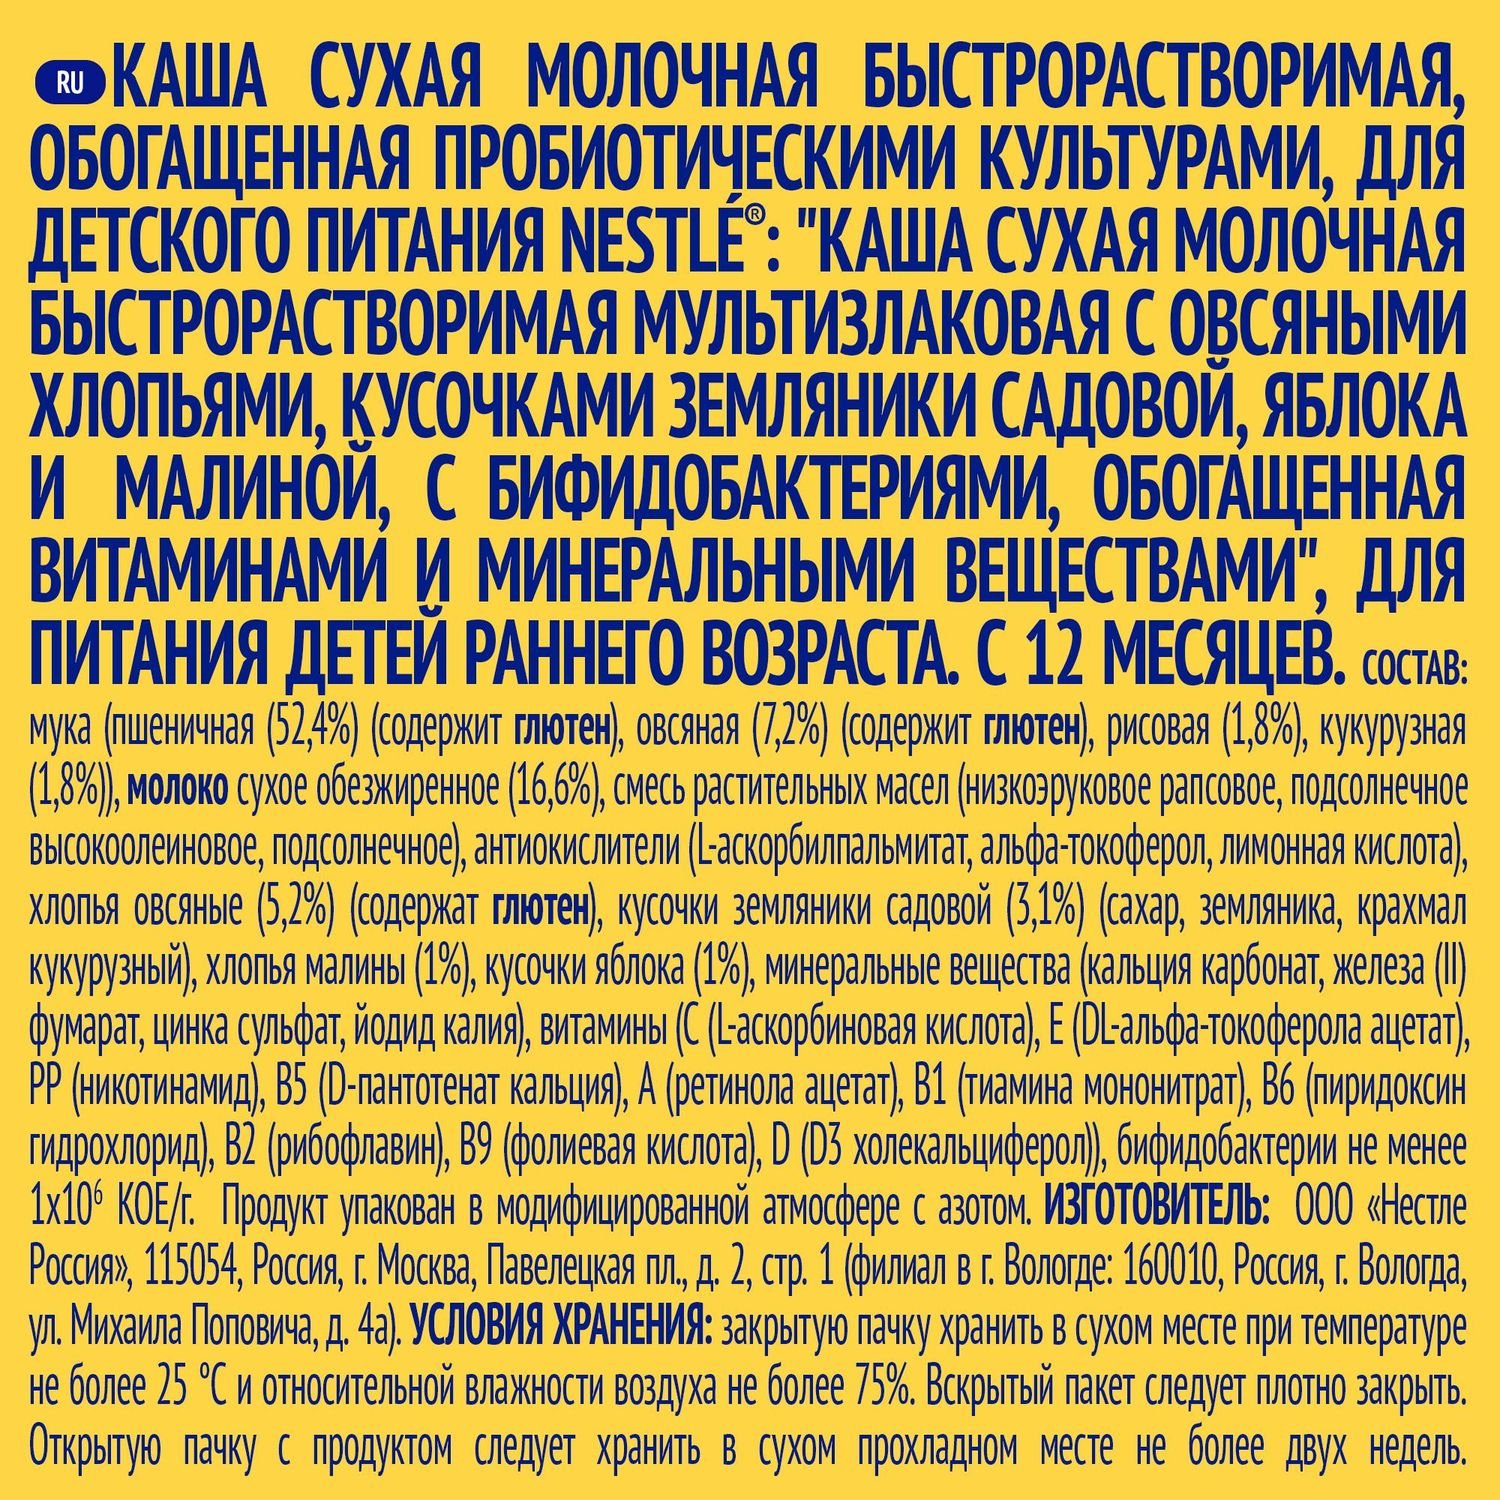 RU КАША СУХАЯ МОЛОЧНАЯ БЫСТРОРАСТВОРИМАЯ,
ОБОГАЩЕННАЯ ПРОБИОТИЧЕСКИМИ КУЛЬТУРАМИ, ДЛЯ
ДЕТСКОГО ПИТАНИЯ NESTLÉ®: "КАША СУХАЯ МОЛОЧНАЯ
БЫСТРОРАСТВОРИМАЯ МУЛЬТИЗЛАКОВАЯ С ОВСЯНЫМИ
ХЛОПЬЯМИ, КУСОЧКАМИ ЗЕМЛЯНИКИ САДОВОЙ, ЯБЛОКА
И МАЛИНОЙ, С БИФИДОБАКТЕРИЯМИ, ОБОГАЩЕННАЯ
ВИТАМИНАМИ И МИНЕРАЛЬНЫМИ ВЕЩЕСТВАМИ", ДЛЯ
ПИТАНИЯ ДЕТЕЙ РАННЕГО ВОЗРАСТА. С 12 МЕСЯЦЕВ. СОСТАВ:
мука (пшеничная (52,4%) (содержит глютен), овсяная (7,2%) (содержит глютен), рисовая (1,8%), кукурузная
(1,8%)), молоко сухое обезжиренное (16,6%), смесь растительных масел (низкоэруковое рапсовое, подсолнечное
высокоолеиновое, подсолнечное), антиокислители (L-аскорбилпальмитат, альфа-токоферол, лимонная кислота),
хлопья овсяные (5,2%) (содержат глютен), кусочки земляники садовой (3,1%) (сахар, земляника, крахмал
кукурузный), хлопья малины (1%), кусочки яблока (1%), минеральные вещества (кальция карбонат, железа (II)
фумарат, цинка сульфат, йодид калия), витамины (C (L-аскорбиновая кислота), E (DL-альфа-токоферола ацетат),
PP (никотинамид), B5 (D-пантотенат кальция), A (ретинола ацетат), B1 (тиамина мононитрат), B6 (пиридоксин
гидрохлорид), B2 (рибофлавин), B9 (фолиевая кислота), D (D3 холекальциферол)), бифидобактерии не менее
1x10⁶ КОЕ/г. Продукт упакован в модифицированной атмосфере с азотом. ИЗГОТОВИТЕЛЬ: ООО «Нестле
Россия», 115054, Россия, г. Москва, Павелецкая пл., д. 2, стр. 1 (филиал в г. Вологде: 160010, Россия, г. Вологда,
ул. Михаила Поповича, д. 4а). УСЛОВИЯ ХРАНЕНИЯ: закрытую пачку хранить в сухом месте при температуре
не более 25 °C и относительной влажности воздуха не более 75%. Вскрытый пакет следует плотно закрыть.
Открытую пачку с продуктом следует хранить в сухом прохладном месте не более двух недель.